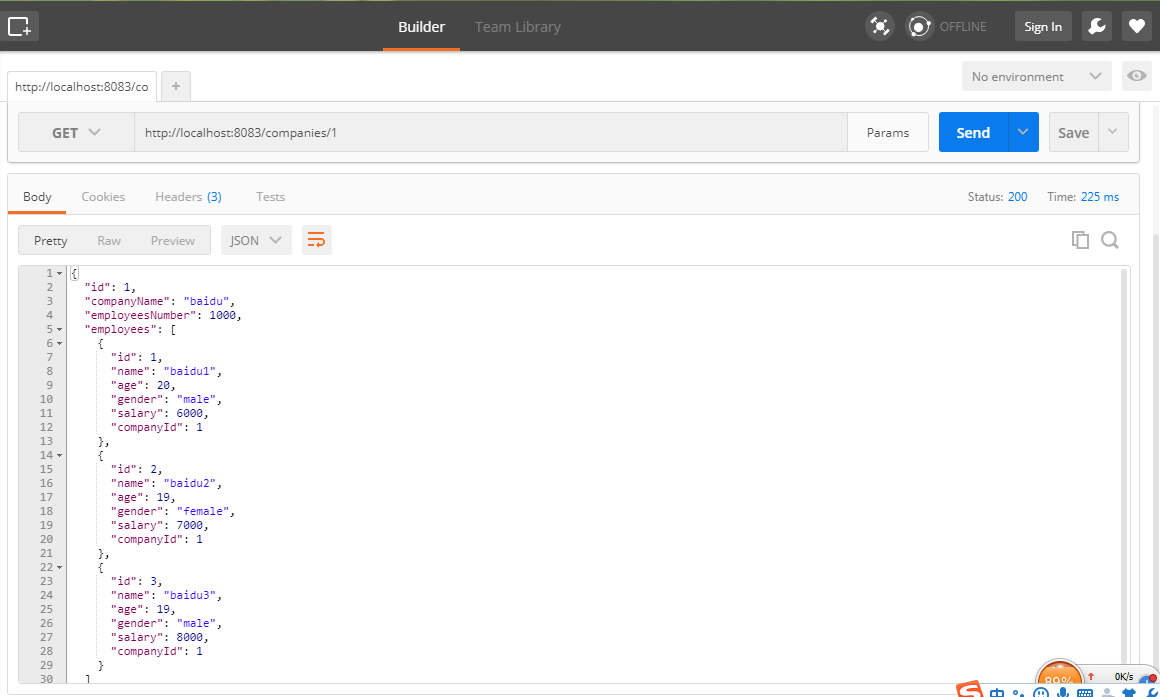 Builder
Team Library
OFFLINE
Sign In
http://localhost:8083/co
+
No environment
GET
http://localhost:8083/companies/1
Params
Send
Save
Body
Cookies
Headers (3)
Tests
Status: 200
Time: 225 ms
Pretty
Raw
Preview
JSON
1 {
2 "id": 1,
3 "companyName": "baidu",
4 "employeesNumber": 1000,
5 "employees": [
6 {
7 "id": 1,
8 "name": "baidu1",
9 "age": 20,
10 "gender": "male",
11 "salary": 6000,
12 "companyId": 1
13 },
14 {
15 "id": 2,
16 "name": "baidu2",
17 "age": 19,
18 "gender": "female",
19 "salary": 7000,
20 "companyId": 1
21 },
22 {
23 "id": 3,
24 "name": "baidu3",
25 "age": 19,
26 "gender": "male",
27 "salary": 8000,
28 "companyId": 1
29 }
30 ]
89%
0K/s
中